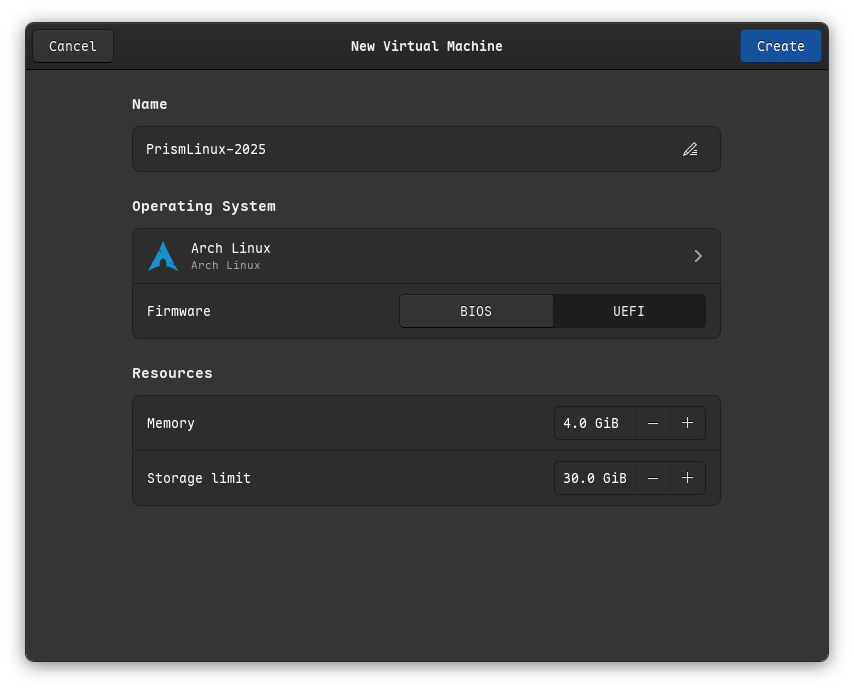 Cancel
New Virtual Machine
Create
Name
PrismLinux-2025
Operating System
Arch Linux
Arch Linux
Firmware
BIOS
UEFI
Resources
Memory
4.0 GiB
Storage limit
30.0 GiB